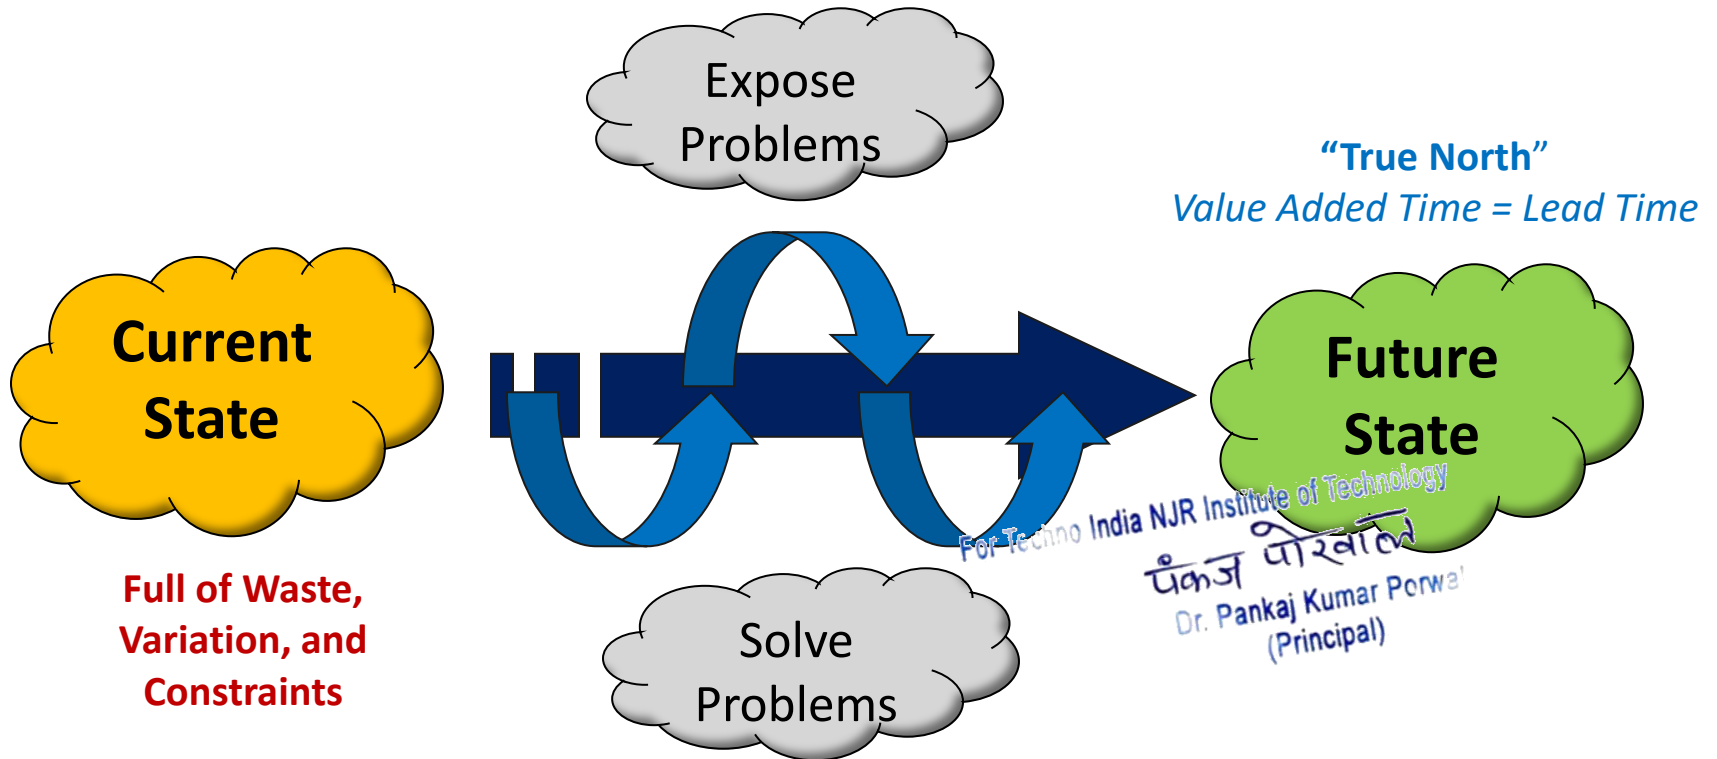 Expose
Problems
“True North”
Value Added Time = Lead Time
Current
State
Future
State
For Techno India NJR Institute of Technology
पंकज पोरवाल
Dr. Pankaj Kumar Porwal
(Principal)
Full of Waste,
Variation, and
Constraints
Solve
Problems